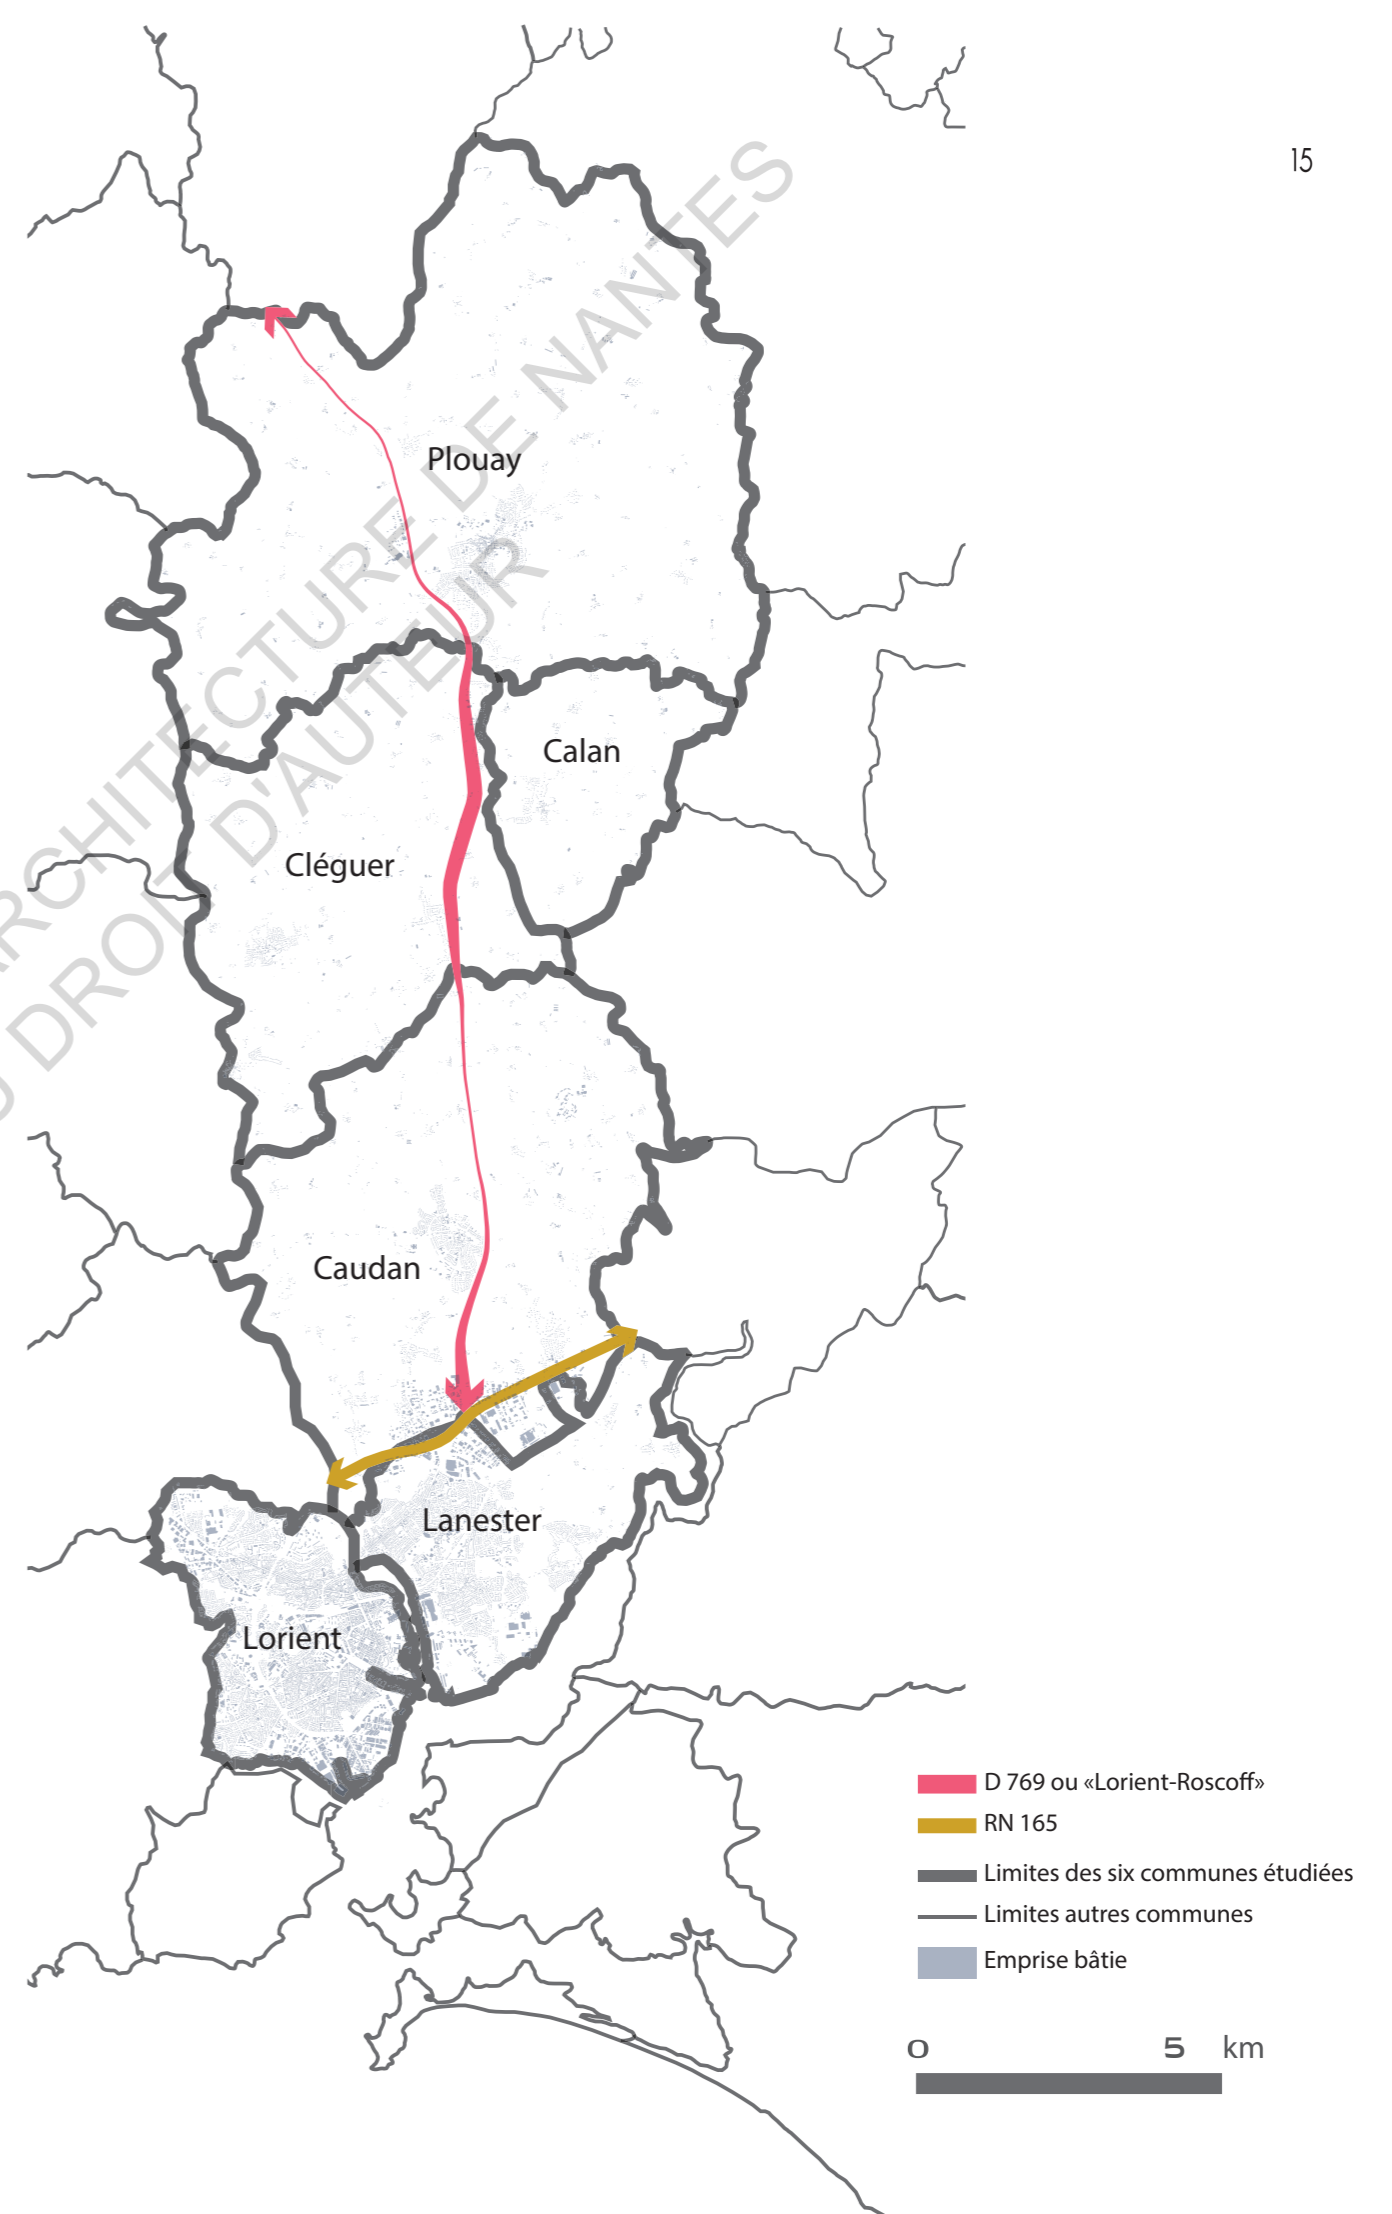 15
ARCHITECTURE DE NANTES
DROIT D'AUTEUR
Plouay
Calan
Cléguer
Caudan
Lanester
Lorient
D 769 ou «Lorient-Roscoff»
RN 165
Limites des six communes étudiées
Limites autres communes
Emprise bâtie
0 5 km